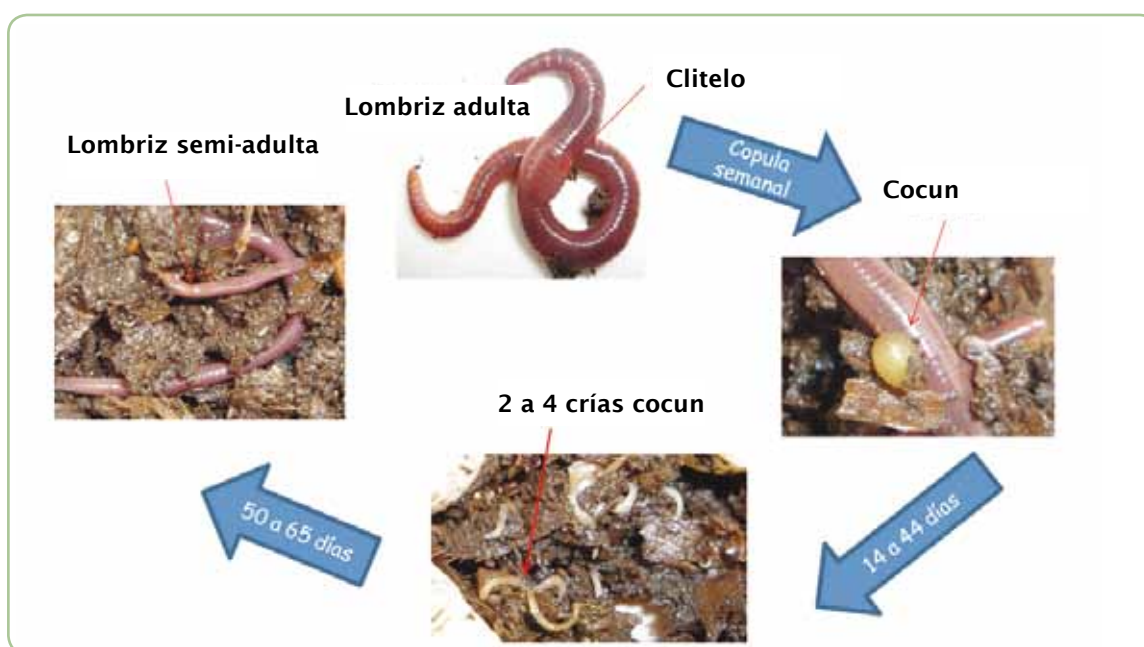 Lombriz adulta
Clitelo
Lombriz semi-adulta
Copula
semanal
Cocun
2 a 4 crías cocun
50 a 65 días
14 a 44 días